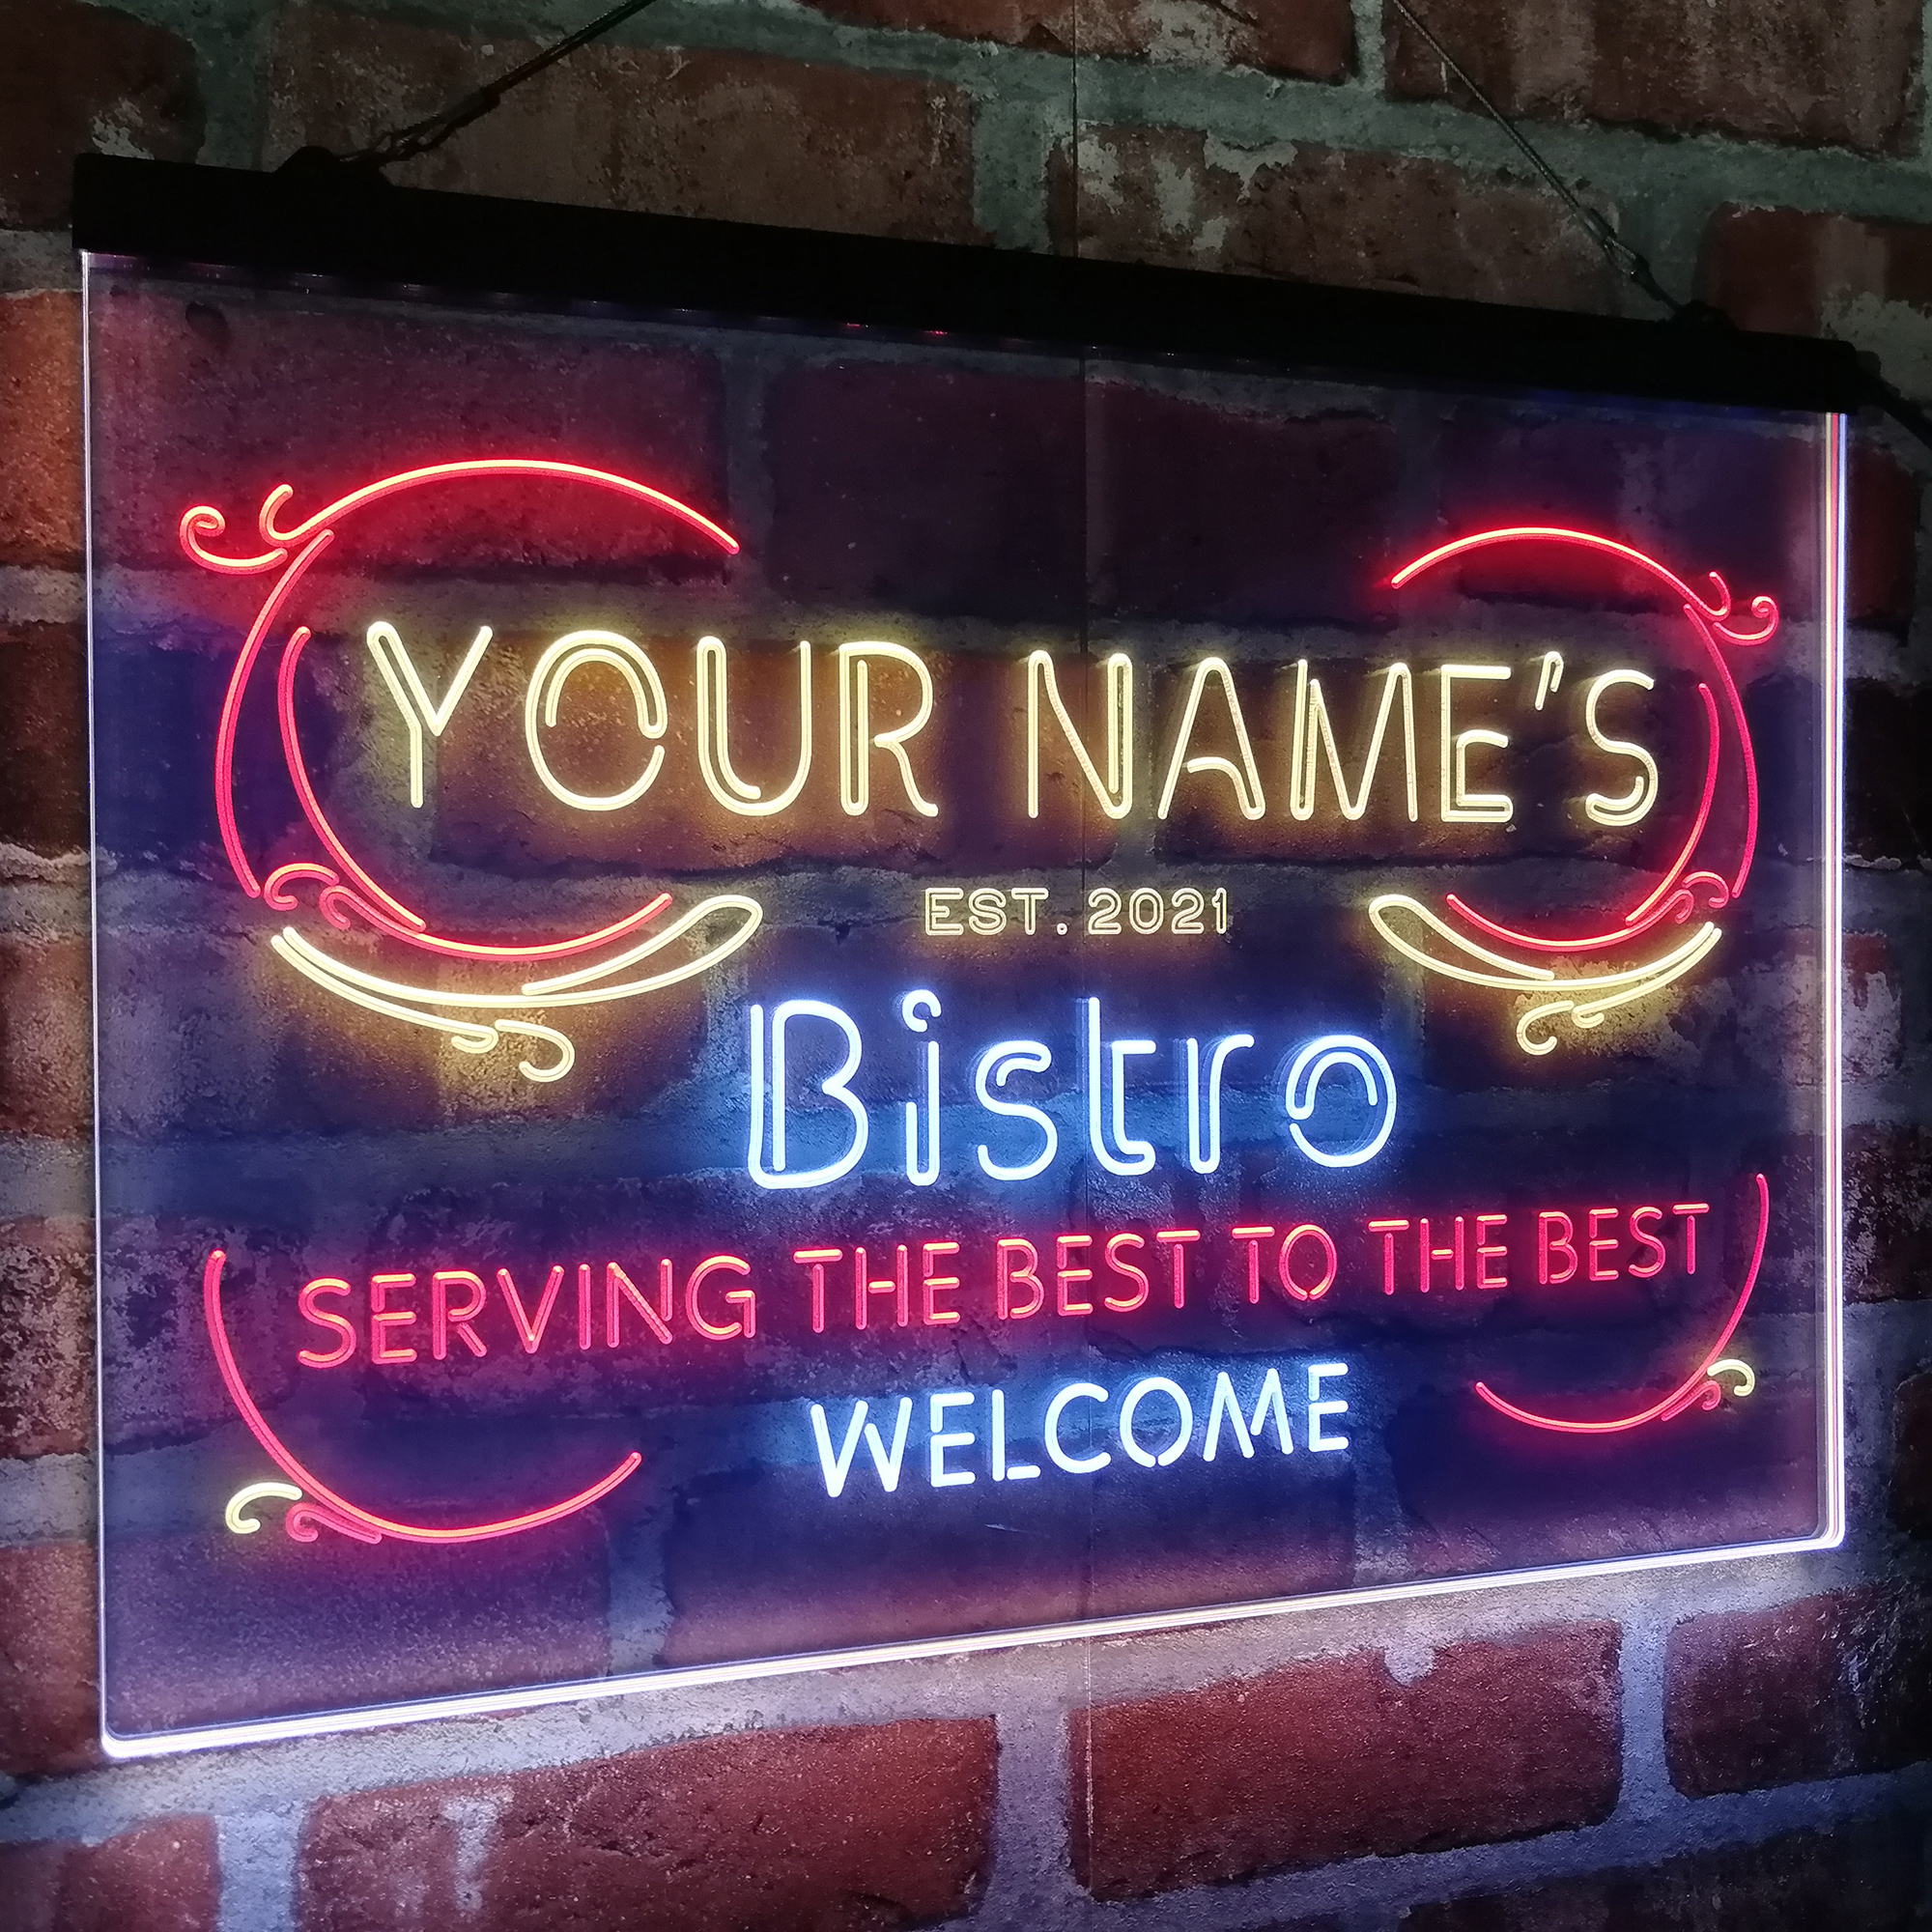 YOUR NAME'S
EST. 2021
Bistro
SERVING THE BEST TO THE BEST
WELCOME